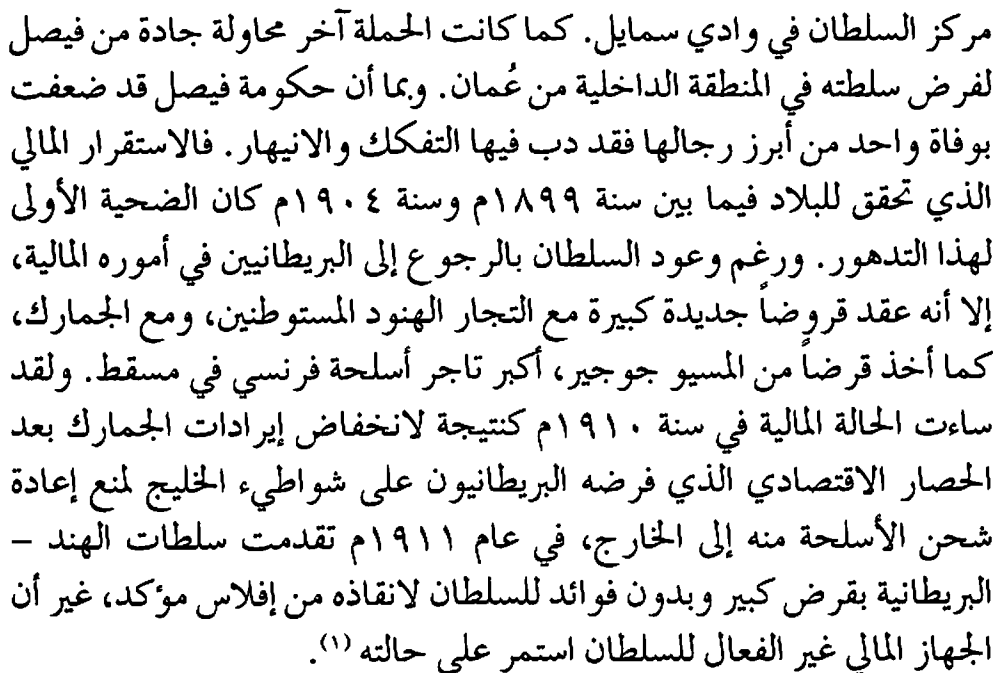 مركز السلطان في وادي سمايل. كما كانت الحملة آخر محاولة جادة من فيصل
لفرض سلطته في المنطقة الداخلية من عُمان. وبما أن حكومة فيصل قد ضعفت
بوفاة واحد من أبرز رجالها فقد دب فيها التفكك والانيهار. فالاستقرار المالي
الذي تحقق للبلاد فيما بين سنة ١٨٩٩م وسنة ١٩٠٤م كان الضحية الأولى
لهذا التدهور. ورغم وعود السلطان بالرجوع إلى البريطانيين في أموره المالية،
إلا أنه عقد قروضاً جديدة كبيرة مع التجار الهنود المستوطنين، ومع الجمارك،
كما أخذ قرضاً من المسيو جوجير، أكبر تاجر أسلحة فرنسي في مسقط. ولقد
ساءت الحالة المالية في سنة ١٩١٠م كنتيجة لانخفاض إيرادات الجمارك بعد
الحصار الاقتصادي الذي فرضه البريطانيون على شواطيء الخليج لمنع إعادة
شحن الأسلحة منه إلى الخارج، في عام ١٩١١م تقدمت سلطات الهند –
البريطانية بقرض كبير وبدون فوائد للسلطان لانقاذه من إفلاس مؤكد، غير أن
الجهاز المالي غير الفعال للسلطان استمر على حالته (١).